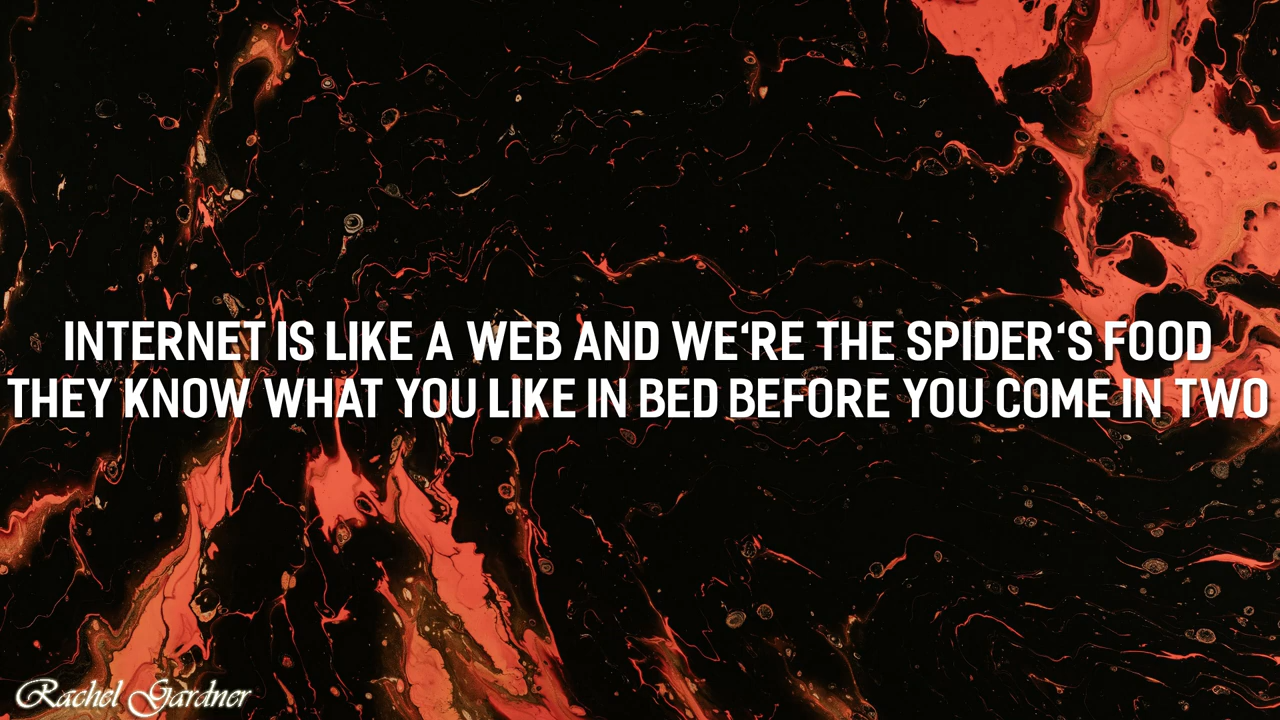 INTERNET IS LIKE A WEB AND WE‘RE THE SPIDER‘S FOOD
THEY KNOW WHAT YOU LIKE IN BED BEFORE YOU COME IN TWO
Rachel Gardner